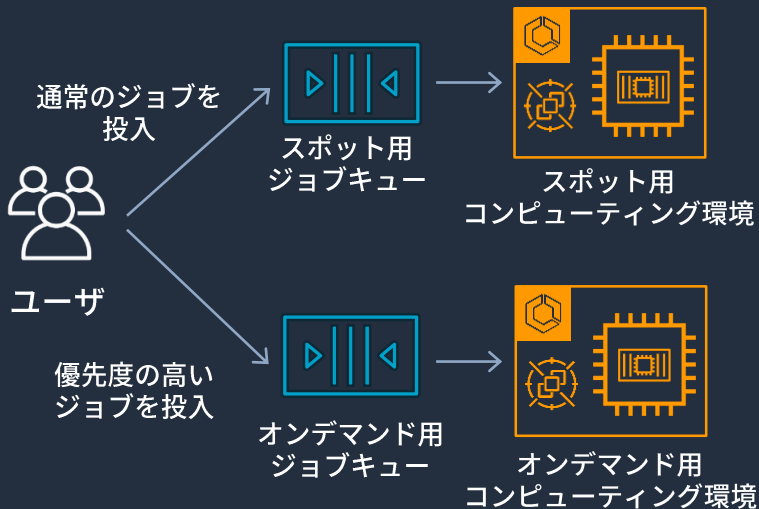 通常のジョブを
投入
スポット用
ジョブキュー
スポット用
コンピューティング環境
ユーザ
優先度の高い
ジョブを投入
オンデマンド用
ジョブキュー
オンデマンド用
コンピューティング環境